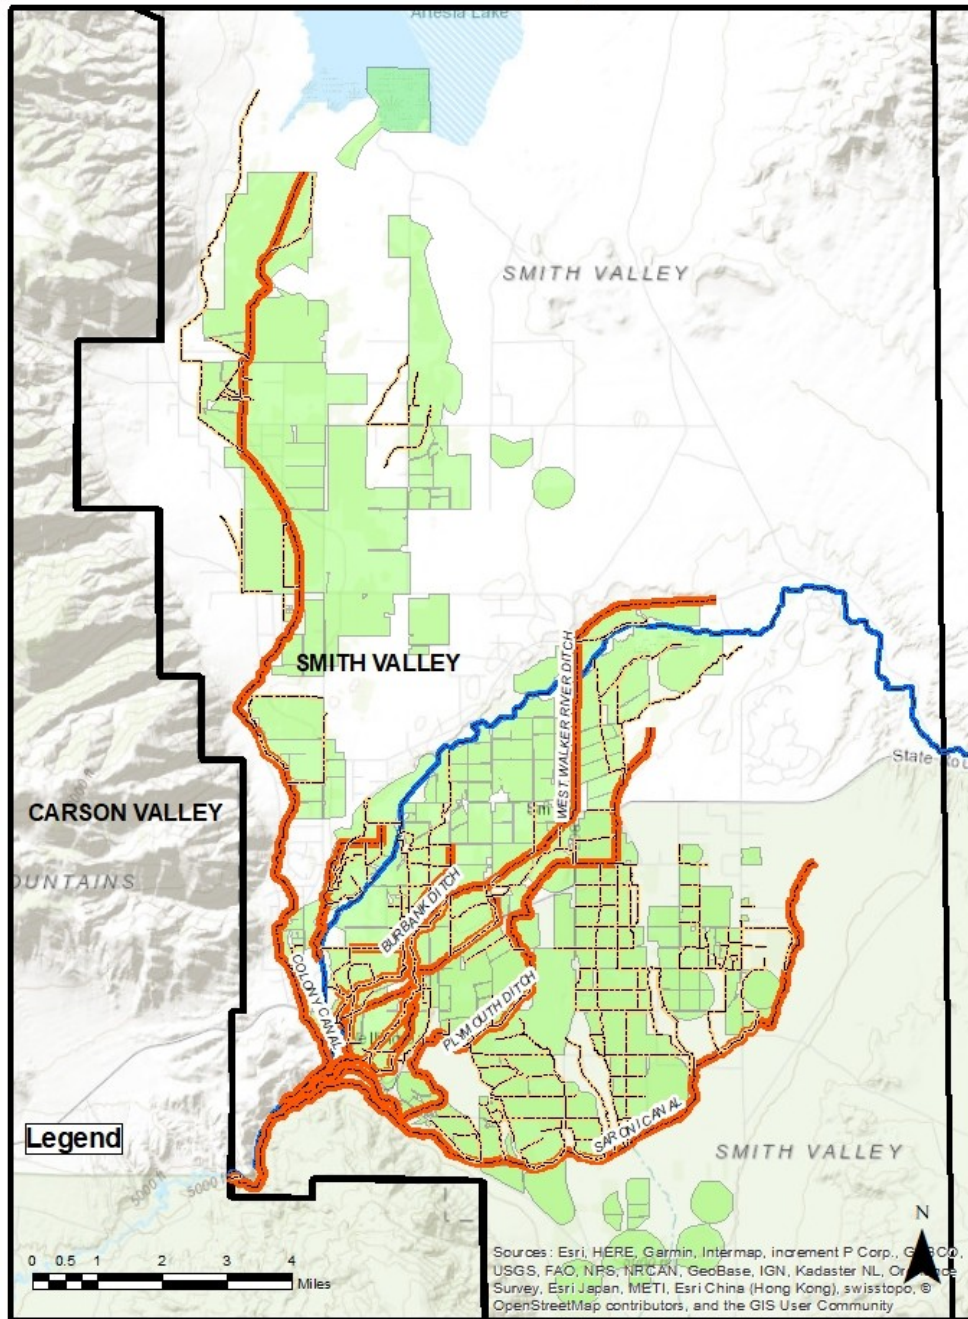 Artesia Lake
SMITH VALLEY
SMITH VALLEY
WEST WALKER RIVER DITCH
CARSON VALLEY
OUNTAINS
BURBANK DITCH
COLONY CANAL
PLYMOUTH DITCH
SARONI CANAL
SMITH VALLEY
Legend
5000 ft
5000 ft
N
0 0.5 1 2 3 4
Miles
Sources: Esri, HERE, Garmin, Intermap, increment P Corp.,
USGS, FAO, NPS, NRCAN, GeoBase, IGN, Kadaster NL,
Survey, Esri Japan, METI, Esri China (Hong Kong), swisstopo, ©
OpenStreetMap contributors, and the GIS User Community